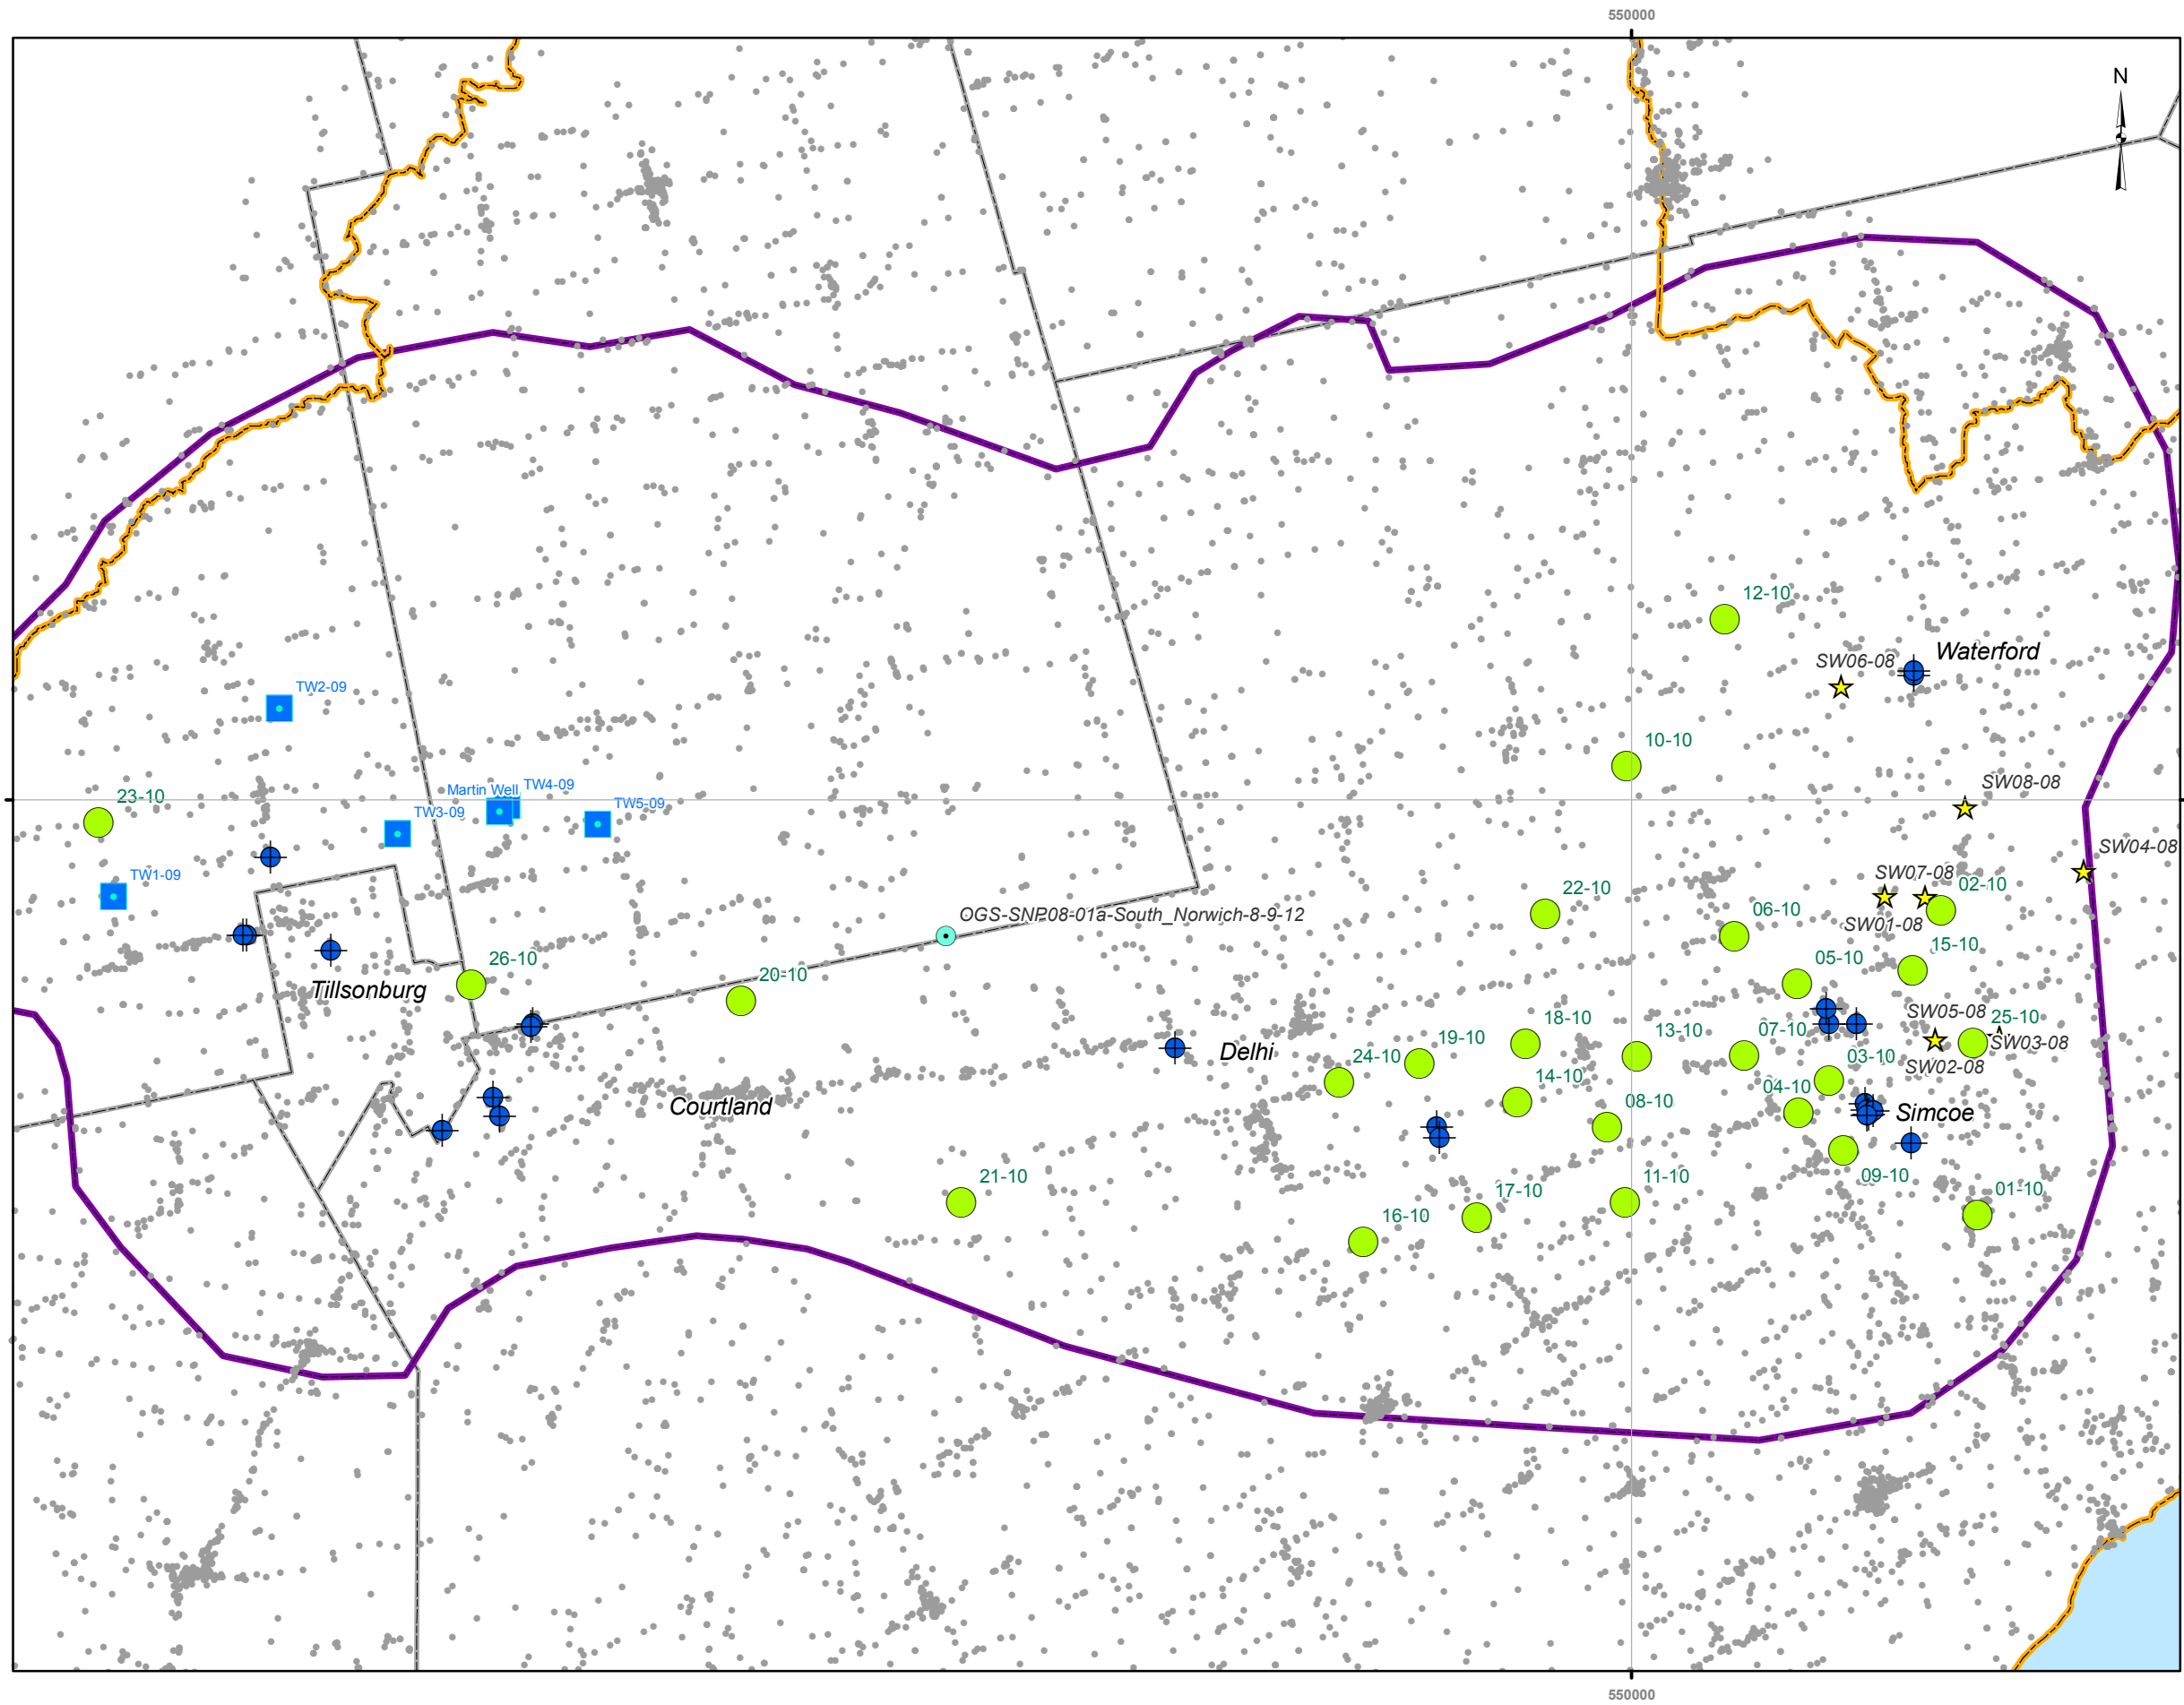 550000
N
12-10
Waterford
SW06-08
TW2-09
10-10
SW08-08
Martin Well
TW4-09
23-10
TW5-09
TW3-09
SW04-08
SW07-08
TW1-09
02-10
22-10
OGS-SNP08-01a-South_Norwich-8-9-12
06-10
SW01-08
15-10
26-10
05-10
20-10
Tillsonburg
SW05-08
25-10
18-10
13-10
07-10
19-10
SW03-08
Delhi
24-10
03-10
SW02-08
14-10
04-10
Courtland
08-10
Simcoe
21-10
09-10
17-10
11-10
01-10
16-10
550000